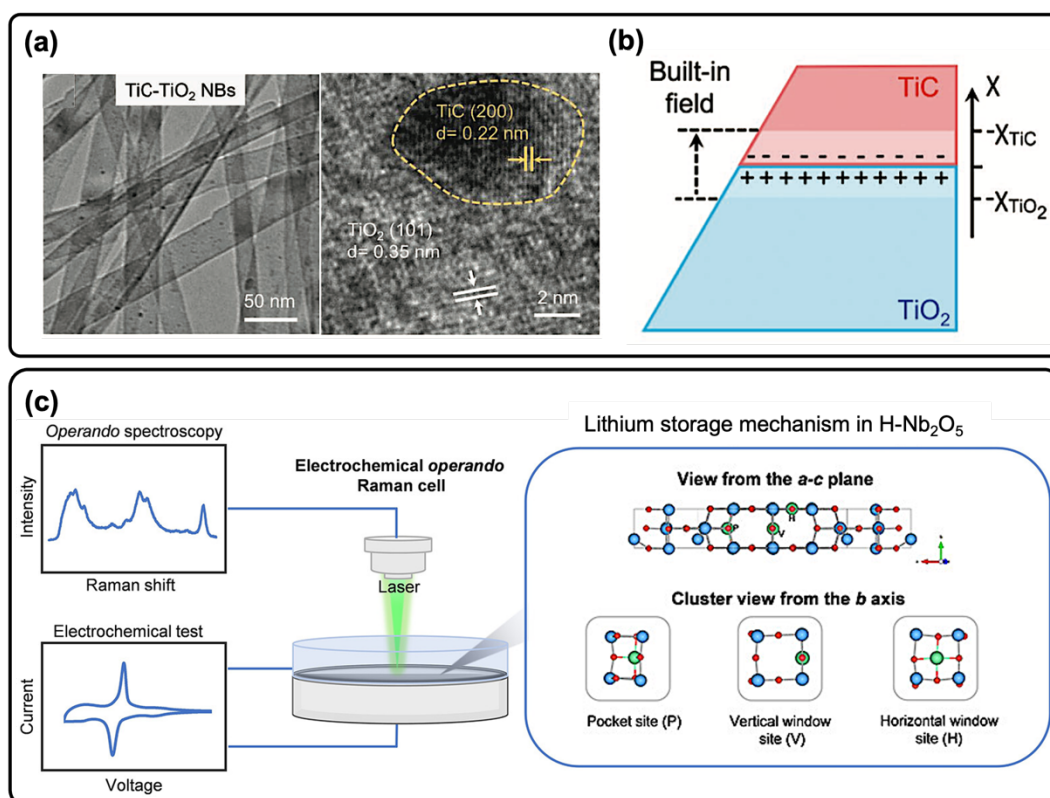 (a)
TiC-TiO₂ NBs
50 nm
TiC (200)
d= 0.22 nm
TiO₂ (101)
d= 0.35 nm
2 nm
(b)
Built-in
field
TiC
X
-XTiC
- - - - - - - - - - -
+ + + + + + + + + + +
-XTiO₂
TiO₂
(c)
Operando spectroscopy
Intensity
Raman shift
Electrochemical test
Current
Voltage
Electrochemical operando
Raman cell
Laser
Lithium storage mechanism in H-Nb₂O₅
View from the a-c plane
H
P
V
Cluster view from the b axis
Pocket site (P)
Vertical window
site (V)
Horizontal window
site (H)